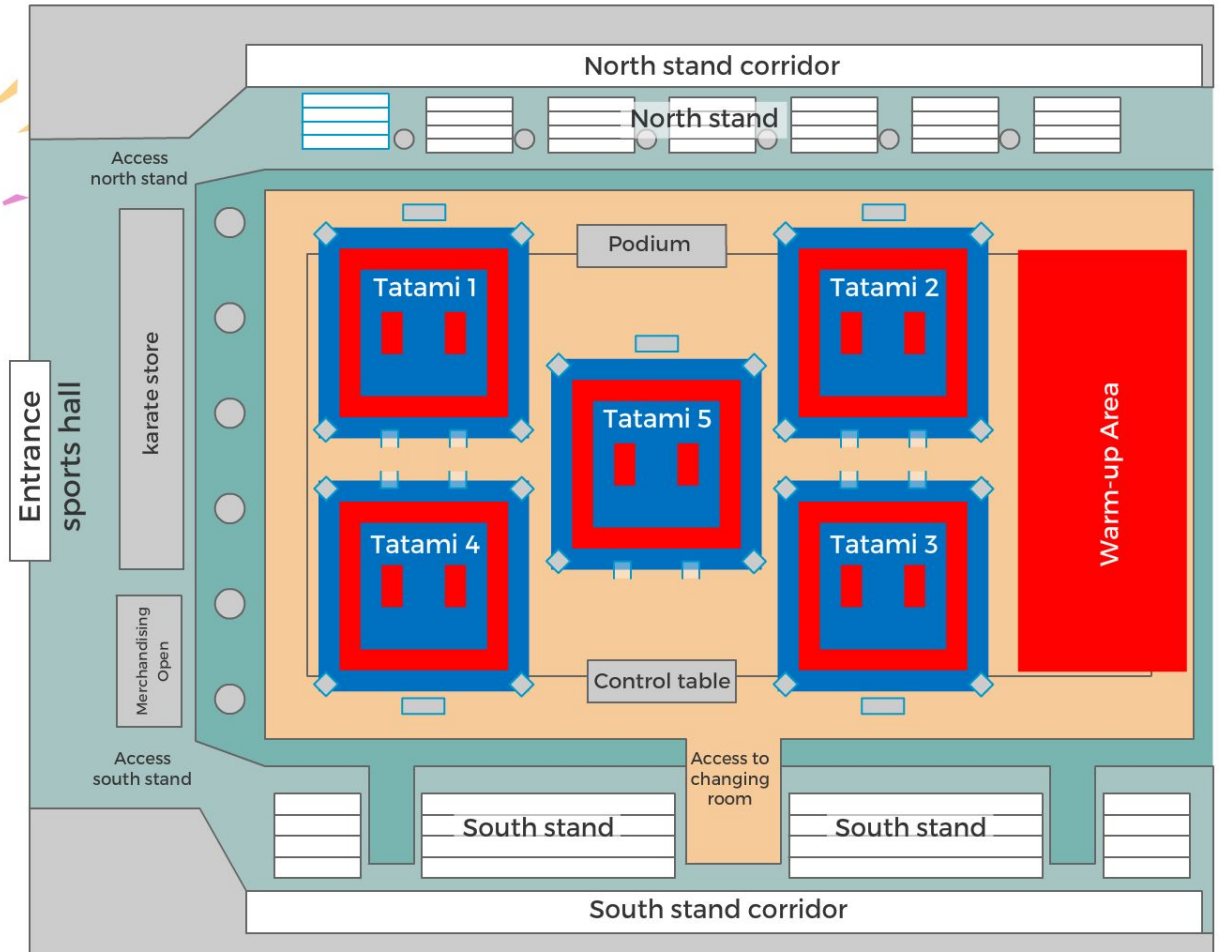 North stand corridor
North stand
Access
north stand
Podium
Tatami 1
Tatami 2
Tatami 5
karate store
Entrance
sports hall
Warm-up Area
Tatami 4
Tatami 3
Merchandising
Open
Control table
Access
south stand
Access to
changing
room
South stand
South stand
South stand corridor